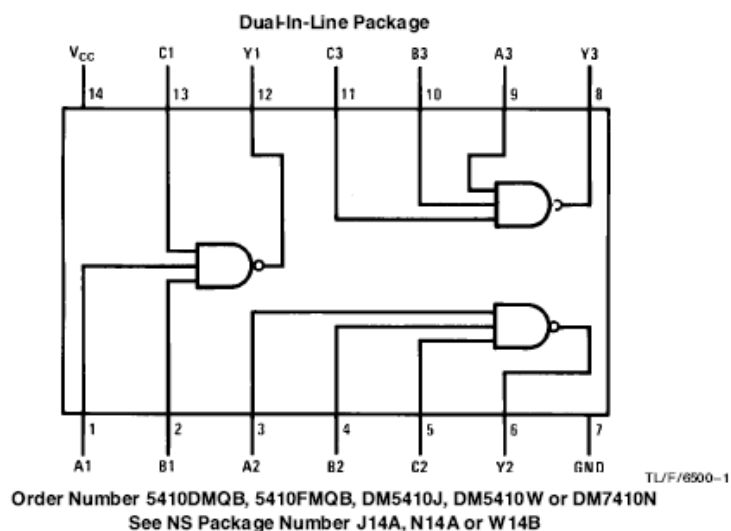 Dual-In-Line Package
VCC C1 Y1 C3 B3 A3 Y3
14 13 12 11 10 9 8
1 2 3 4 5 6 7
A1 B1 A2 B2 C2 Y2 GND
TL/F/6500-1
Order Number 5410DMQB, 5410FMQB, DM5410J, DM5410W or DM7410N
See NS Package Number J14A, N14A or W14B